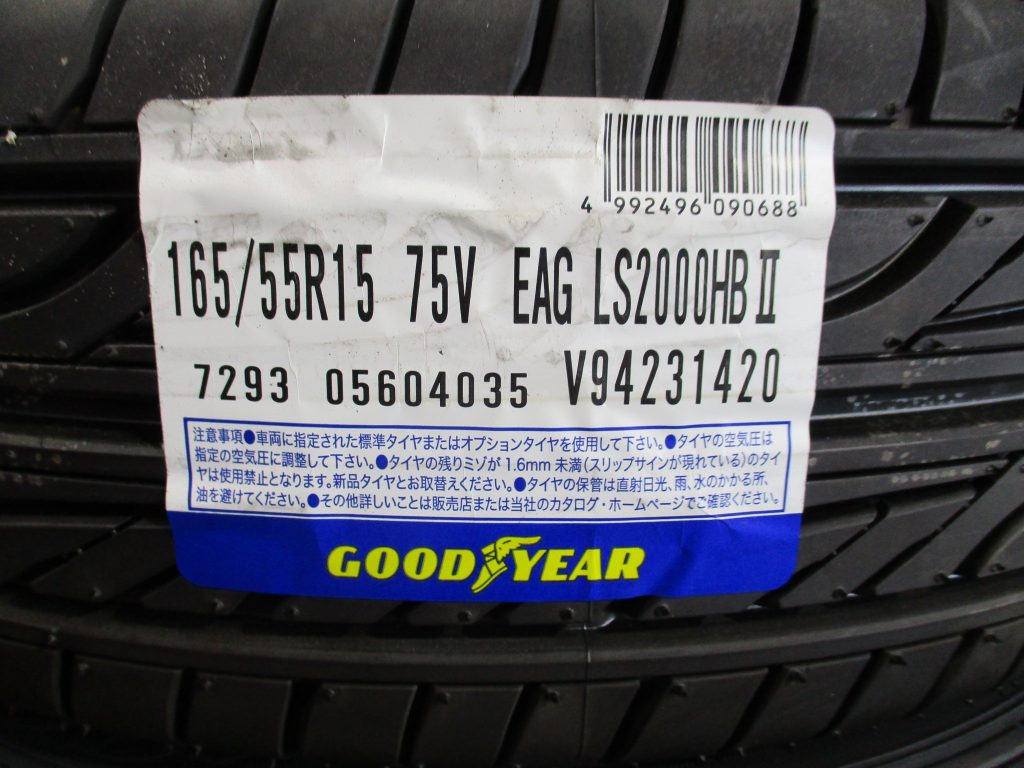 4 992496 090688
165/55R15 75V EAG LS2000HBⅡ
7293 05604035 V94231420
注意事項●車両に指定された標準タイヤまたはオプションタイヤを使用して下さい。●タイヤの空気圧は
指定の空気圧に調整して下さい。●タイヤの残りミゾが1.6mm未満(スリップサインが現れている)のタイ
ヤは使用禁止となります。新品タイヤとお取替えください。●タイヤの保管は直射日光、雨、水のかかる所、
油を避けてください。●その他詳しいことは販売店または当社のカタログ・ホームページでご確認ください。
GOOD YEAR